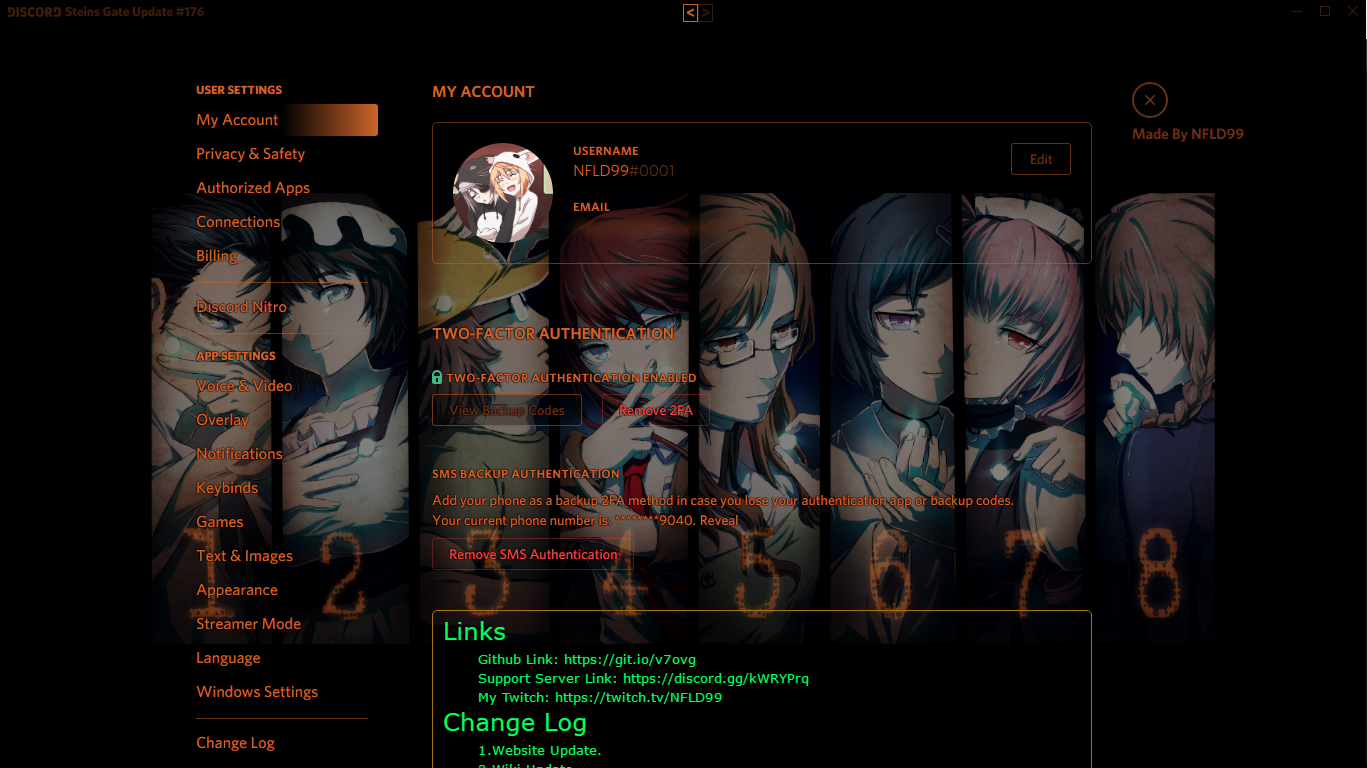 DISCORD Steins Gate Update #176
< >
USER SETTINGS
My Account
Privacy & Safety
Authorized Apps
Connections
Billing
Discord Nitro
APP SETTINGS
Voice & Video
Overlay
Notifications
Keybinds
Games
Text & Images
Appearance
Streamer Mode
Language
Windows Settings
Change Log
MY ACCOUNT
USERNAME
NFLD99#0001
Edit
EMAIL
Made By NFLD99
TWO-FACTOR AUTHENTICATION
TWO-FACTOR AUTHENTICATION ENABLED
View Backup Codes
Remove 2FA
SMS BACKUP AUTHENTICATION
Add your phone as a backup 2FA method in case you lose your authentication app or backup codes.
Your current phone number is: ********9040. Reveal
Remove SMS Authentication
1 2 3 4 5 6 7 8
Links
Github Link: https://git.io/v7ovg
Support Server Link: https://discord.gg/kWRYPrq
My Twitch: https://twitch.tv/NFLD99
Change Log
1.Website Update.
2.Wiki Update.